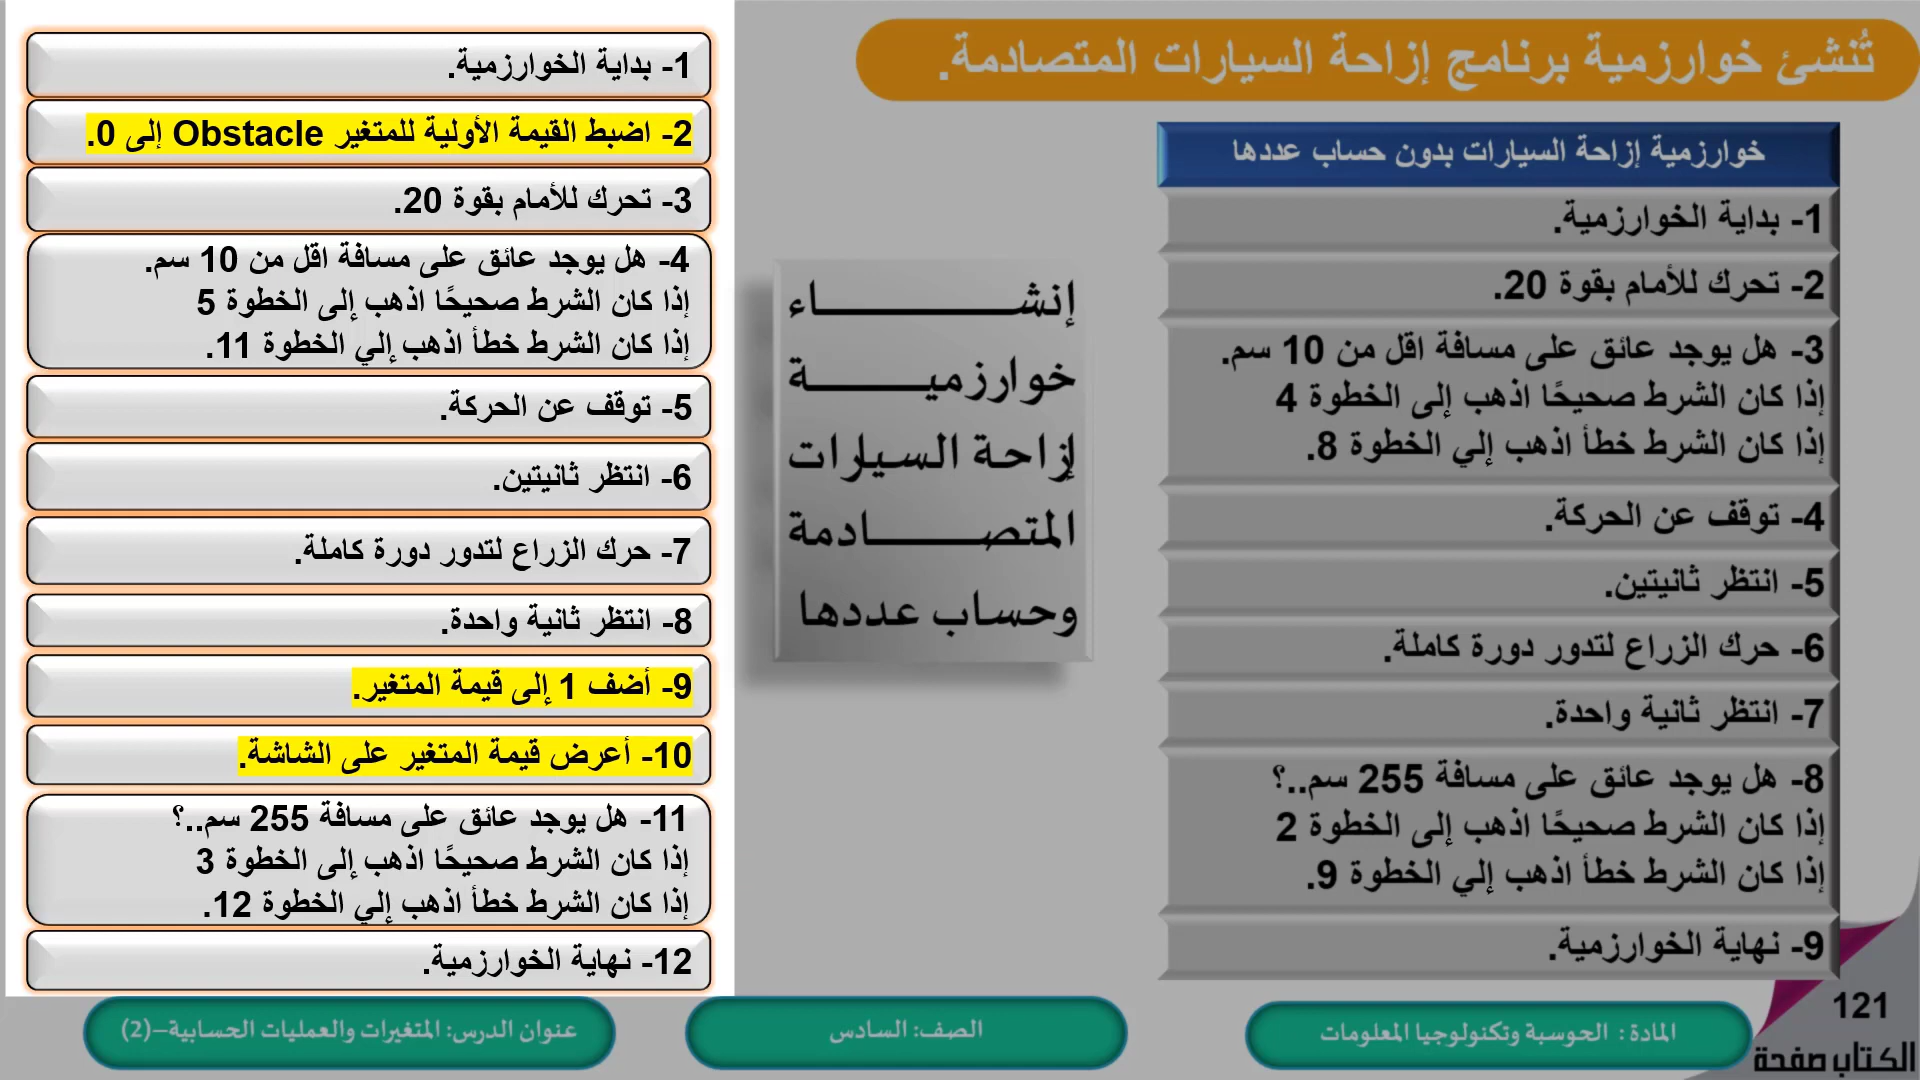 تُنشئ خوارزمية برنامج إزاحة السيارات المتصادمة.
خوارزمية إزاحة السيارات بدون حساب عددها
1- بداية الخوارزمية.
2- تحرك للأمام بقوة 20.
3- هل يوجد عائق على مسافة اقل من 10 سم.
إذا كان الشرط صحيحًا اذهب إلى الخطوة 4
إذا كان الشرط خطأ اذهب إلي الخطوة 8.
4- توقف عن الحركة.
5- انتظر ثانيتين.
6- حرك الزراع لتدور دورة كاملة.
7- انتظر ثانية واحدة.
8- هل يوجد عائق على مسافة 255 سم..؟
إذا كان الشرط صحيحًا اذهب إلى الخطوة 2
إذا كان الشرط خطأ اذهب إلي الخطوة 9.
9- نهاية الخوارزمية.
إنشـــــــــــــاء
خوارزميـــــــــة
إزاحة السيارات
المتصـــــــادمة
وحساب عددها
1- بداية الخوارزمية.
2- اضبط القيمة الأولية للمتغير Obstacle إلى 0.
3- تحرك للأمام بقوة 20.
4- هل يوجد عائق على مسافة اقل من 10 سم.
إذا كان الشرط صحيحًا اذهب إلى الخطوة 5
إذا كان الشرط خطأ اذهب إلي الخطوة 11.
5- توقف عن الحركة.
6- انتظر ثانيتين.
7- حرك الزراع لتدور دورة كاملة.
8- انتظر ثانية واحدة.
9- أضف 1 إلى قيمة المتغير.
10- أعرض قيمة المتغير على الشاشة.
11- هل يوجد عائق على مسافة 255 سم..؟
إذا كان الشرط صحيحًا اذهب إلى الخطوة 3
إذا كان الشرط خطأ اذهب إلي الخطوة 12.
12- نهاية الخوارزمية.
121
الكتاب صفحة
المادة : الحوسبة وتكنولوجيا المعلومات
الصف: السادس
عنوان الدرس: المتغيرات والعمليات الحسابية–(2)